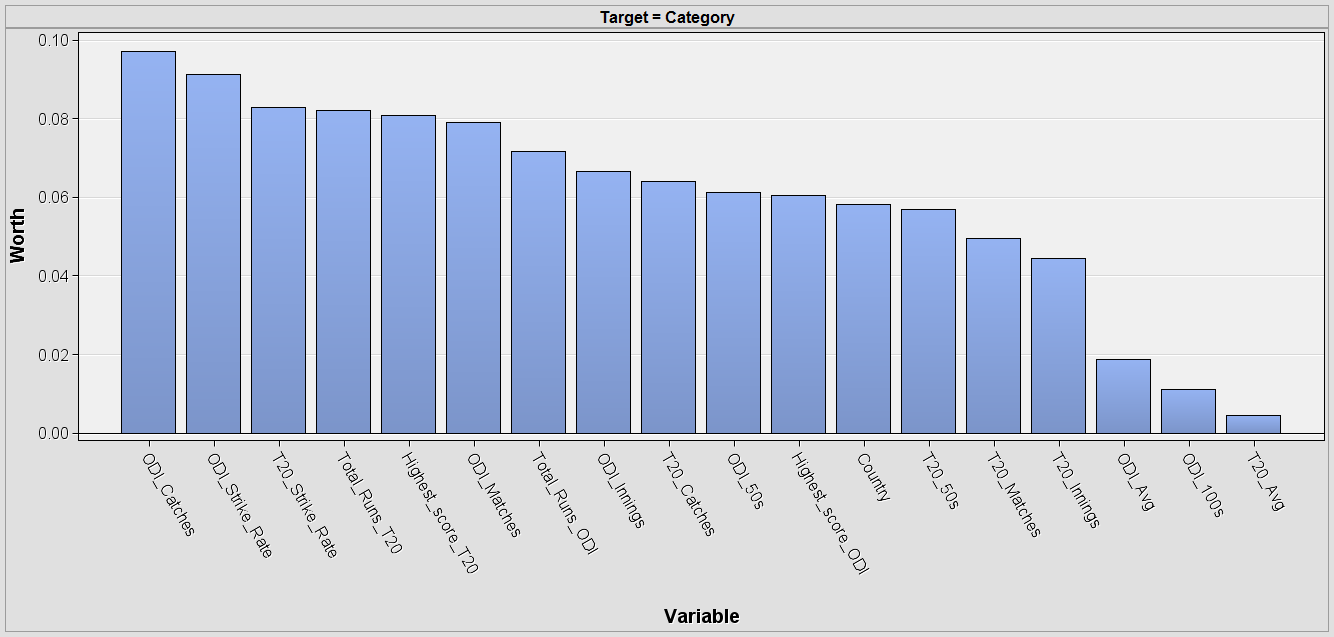 Target = Category
0.10
0.08
0.06
0.04
0.02
0.00
Worth
ODI_Catches
ODI_Strike_Rate
T20_Strike_Rate
Total_Runs_T20
Highest_score_T20
ODI_Matches
Total_Runs_ODI
ODI_Innings
T20_Catches
ODI_50s
Highest_score_ODI
Country
T20_50s
T20_Matches
T20_Innings
ODI_Avg
ODI_100s
T20_Avg
Variable